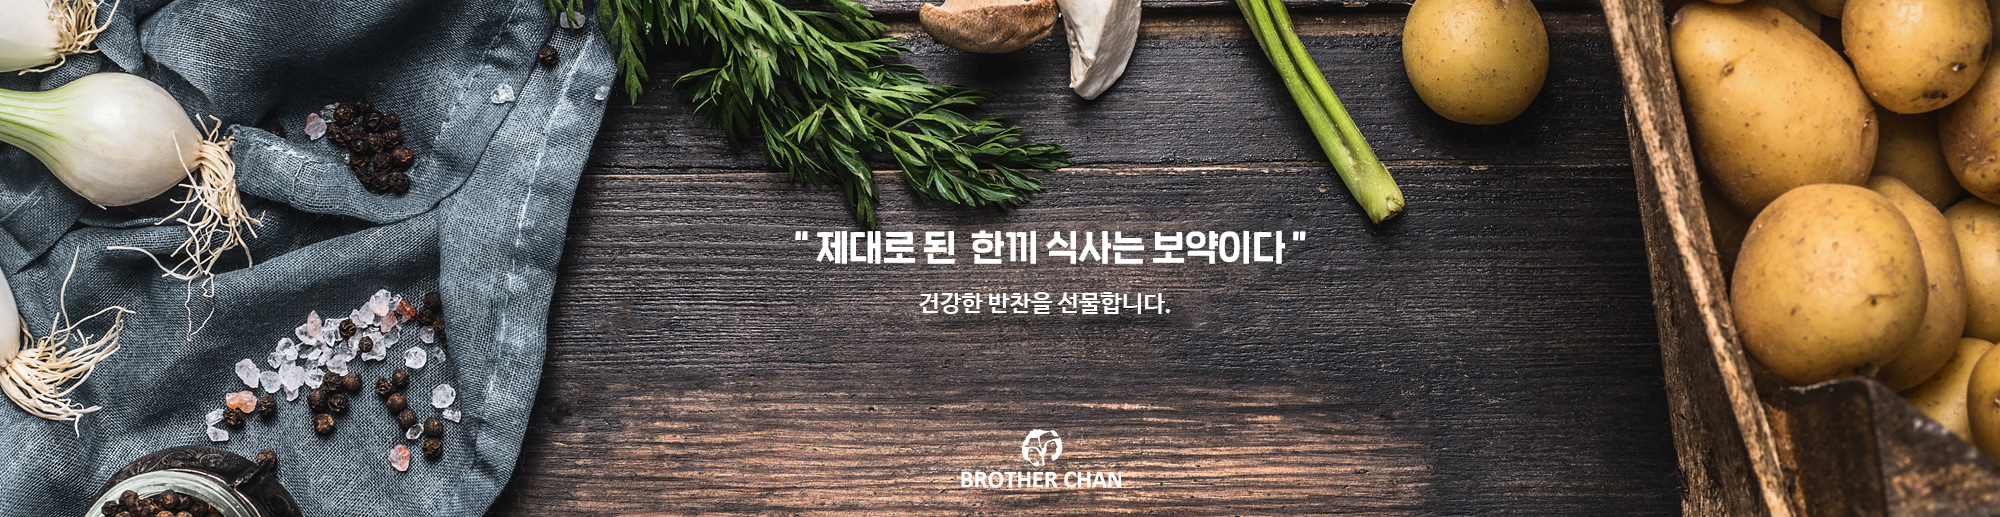 " 제대로 된 한끼 식사는 보약이다 "
건강한 반찬을 선물합니다.
BROTHER CHAN